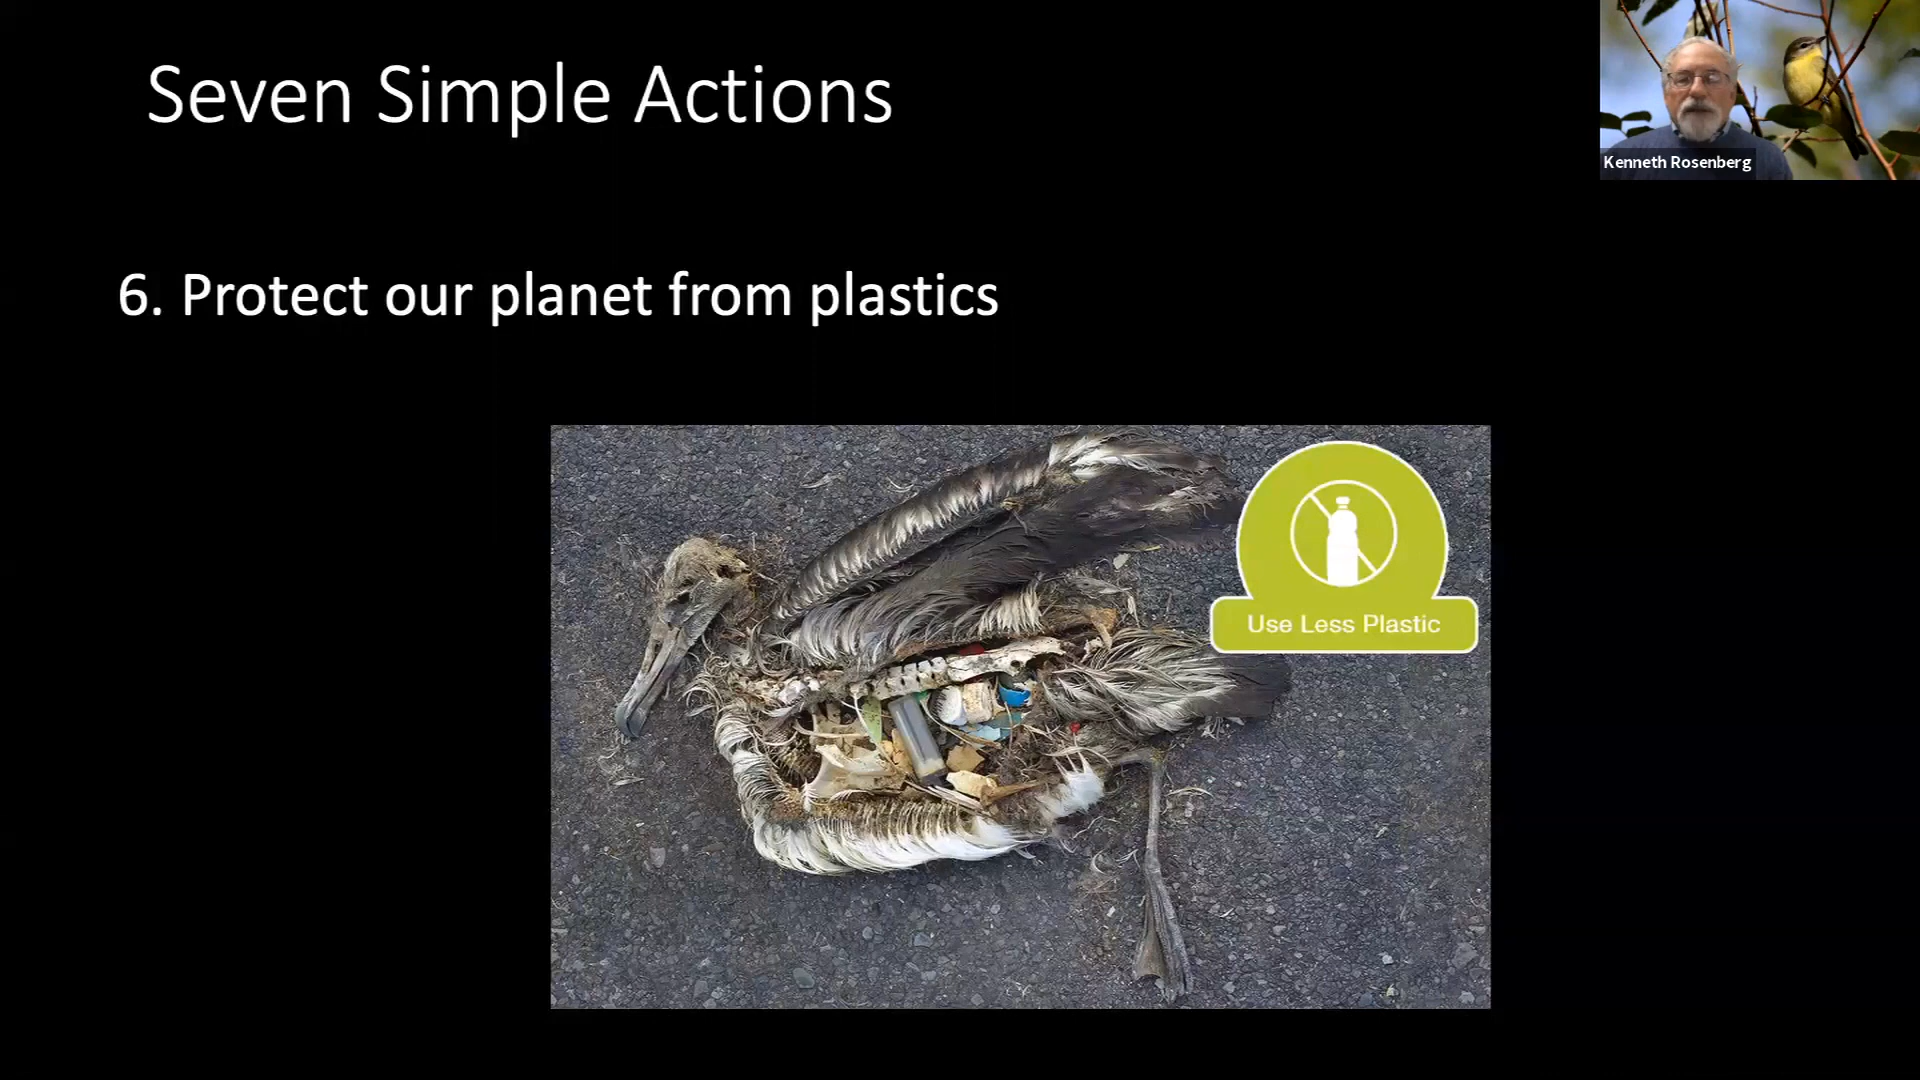 Seven Simple Actions
Kenneth Rosenberg
6. Protect our planet from plastics
Use Less Plastic